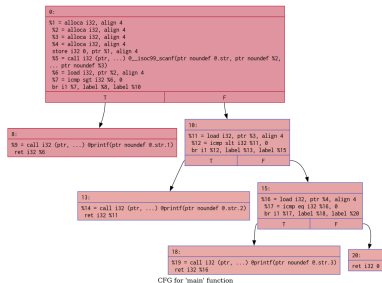 0:
%1 = alloca i32, align 4
%2 = alloca i32, align 4
%3 = alloca i32, align 4
%4 = alloca i32, align 4
store i32 0, ptr %1, align 4
%5 = call i32 (ptr, ...) @__isoc99_scanf(ptr noundef @.str, ptr noundef %2,
... ptr noundef %3)
%6 = load i32, ptr %2, align 4
%7 = icmp sgt i32 %6, 0
br i1 %7, label %8, label %10
T F
8:
%9 = call i32 (ptr, ...) @printf(ptr noundef @.str.1)
ret i32 %6
10:
%11 = load i32, ptr %3, align 4
%12 = icmp slt i32 %11, 0
br i1 %12, label %13, label %15
T F
13:
%14 = call i32 (ptr, ...) @printf(ptr noundef @.str.2)
ret i32 %11
15:
%16 = load i32, ptr %4, align 4
%17 = icmp eq i32 %16, 0
br i1 %17, label %18, label %20
T F
18:
%19 = call i32 (ptr, ...) @printf(ptr noundef @.str.3)
ret i32 %16
20:
ret i32 0
CFG for 'main' function